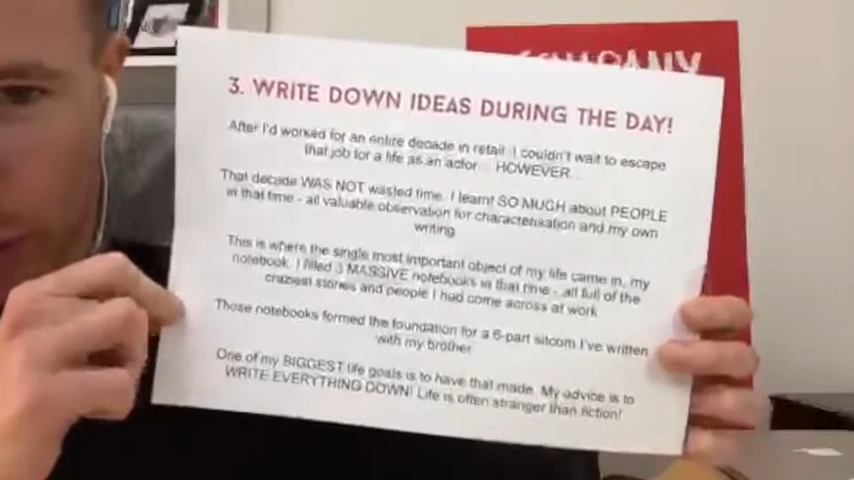 COMPANY
3. WRITE DOWN IDEAS DURING THE DAY!
After I'd worked for an entire decade in retail I couldn't wait to escape
that job for a life as an actor... HOWEVER...
That decade WAS NOT wasted time. I learnt SO MUCH about PEOPLE
in that time - all valuable observation for characterisation and my own
writing
This is where the single most important object of my life came in, my
notebook. I filled 3 MASSIVE notebooks in that time - all full of the
craziest stories and people I had come across at work
Those notebooks formed the foundation for a 6-part sitcom I've written
with my brother
One of my BIGGEST life goals is to have that made. My advice is to
WRITE EVERYTHING DOWN! Life is often stranger than fiction!